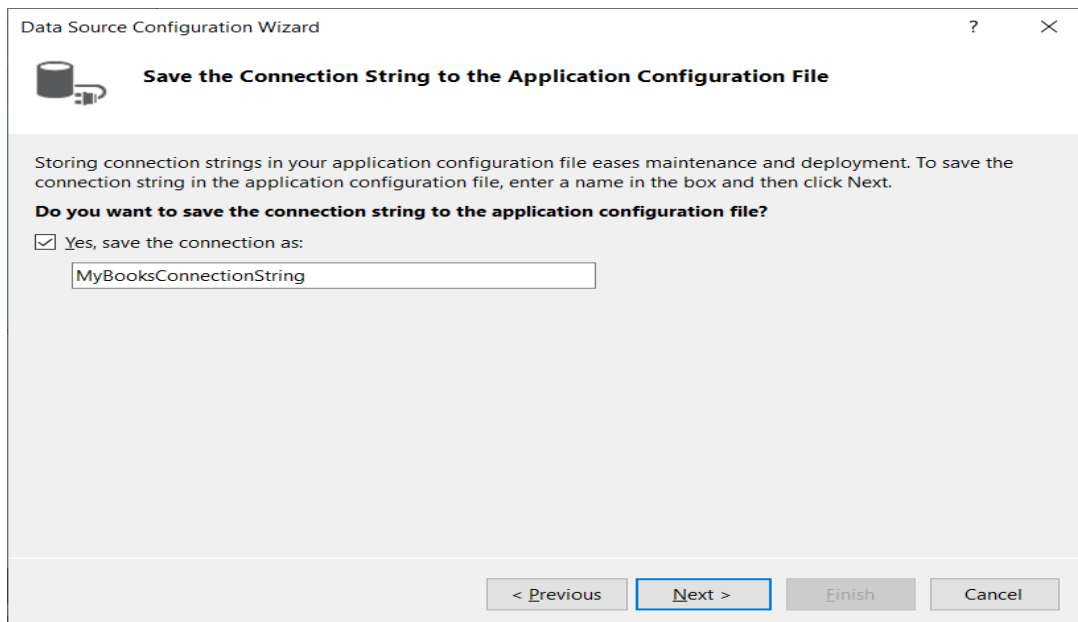 Data Source Configuration Wizard ?
Save the Connection String to the Application Configuration File
Storing connection strings in your application configuration file eases maintenance and deployment. To save the
connection string in the application configuration file, enter a name in the box and then click Next.
Do you want to save the connection string to the application configuration file?
Yes, save the connection as:
MyBooksConnectionString
< Previous Next > Finish Cancel